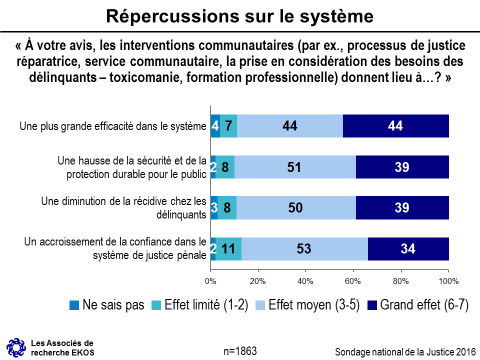 Répercussions sur le système
« À votre avis, les interventions communautaires (par ex., processus de justice
réparatrice, service communautaire, la prise en considération des besoins des
délinquants – toxicomanie, formation professionnelle) donnent lieu à…? »
Une plus grande efficacité dans le système
4 7 44 44
Une hausse de la sécurité et de la
protection durable pour le public
2 8 51 39
Une diminution de la récidive chez les
délinquants
3 8 50 39
Un accroissement de la confiance dans le
système de justice pénale
2 11 53 34
0% 20% 40% 60% 80% 100%
Ne sais pas Effet limité (1-2) Effet moyen (3-5) Grand effet (6-7)
Les Associés de
recherche EKOS
n=1863
Sondage national de la Justice 2016